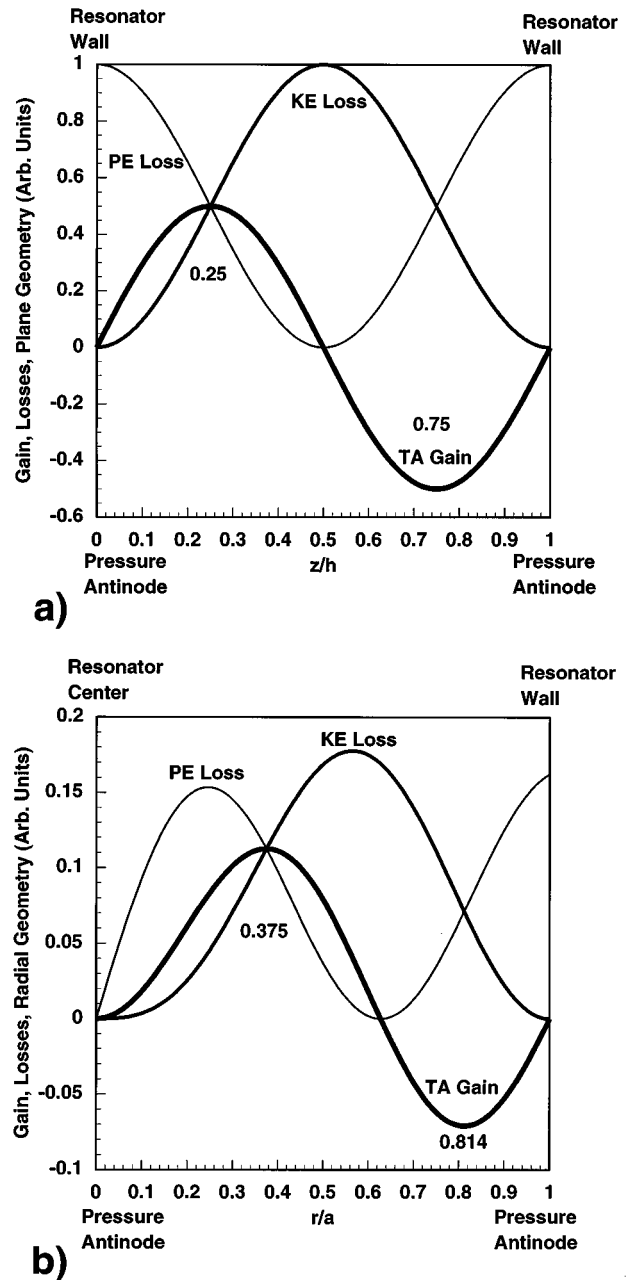 Resonator
Wall
Resonator
Wall
Gain, Losses, Plane Geometry (Arb. Units)
1
0.8
0.6
0.4
0.2
0
-0.2
-0.4
-0.6
KE Loss
PE Loss
0.25
0.75
TA Gain
0 0.1 0.2 0.3 0.4 0.5 0.6 0.7 0.8 0.9 1
Pressure
Antinode
z/h
Pressure
Antinode
a)
Resonator
Center
Resonator
Wall
Gain, Losses, Radial Geometry (Arb. Units)
0.2
0.15
0.1
0.05
0
-0.05
-0.1
KE Loss
PE Loss
0.375
TA Gain
0.814
0 0.1 0.2 0.3 0.4 0.5 0.6 0.7 0.8 0.9 1
Pressure
Antinode
r/a
Pressure
Antinode
b)